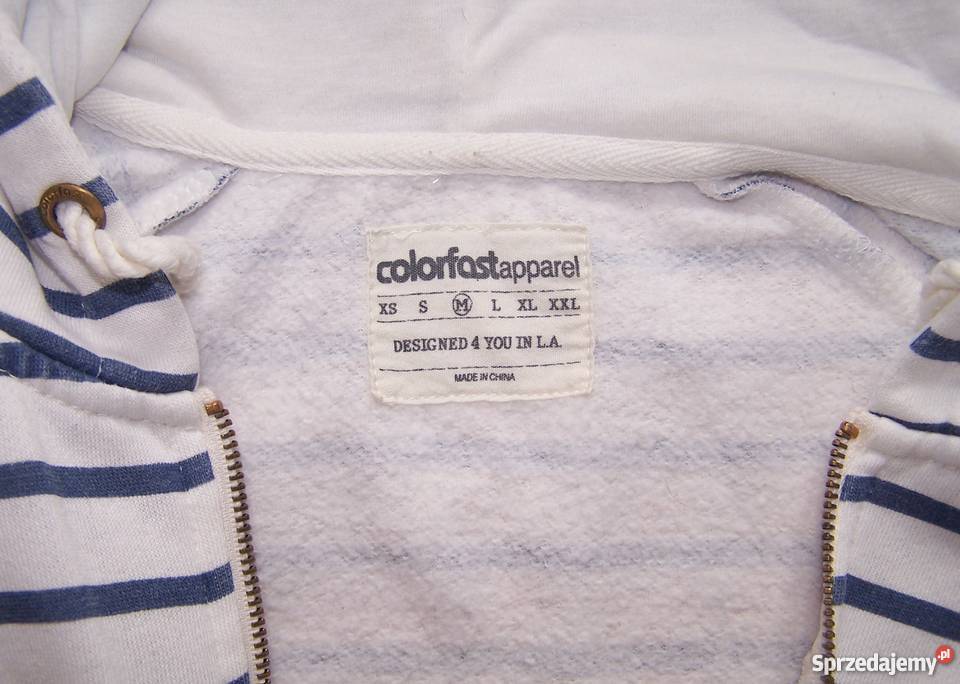 colorfastapparel
XS S M L XL XXL
DESIGNED 4 YOU IN L.A.
MADE IN CHINA
Sprzedajemy.pl